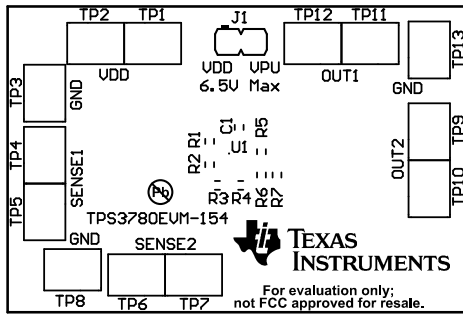 TP2 TP1 J1 TP12 TP11
TP13
VDD VDD VPU OUT1 GND
6.5V Max
TP3 GND
TP4 SENSE1
TP5
C1 R5
R1 U1
R2
R3 R4 R6 R7
OUT2 TP9
TP10
Pb
TPS3780EVM-154
GND SENSE2
TEXAS
INSTRUMENTS
TP8 TP6 TP7
For evaluation only;
not FCC approved for resale.